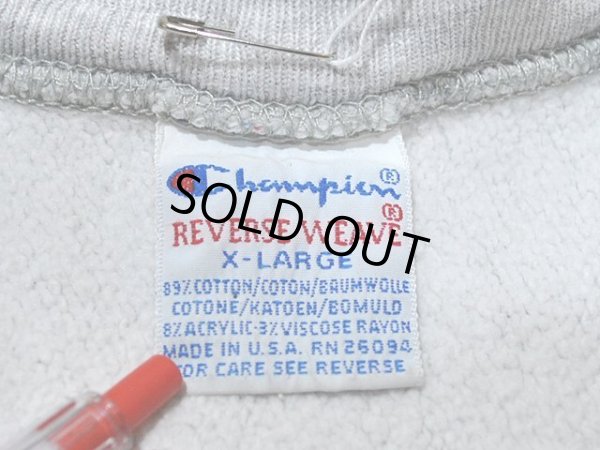 Champion®
SOLD OUT
REVERSE WEAVE®
X-LARGE
89% COTTON/COTON/BAUMWOLLE
COTONE/KATOEN/BOMULD
8% ACRYLIC-3% VISCOSE RAYON
MADE IN U.S.A. RN 26094
FOR CARE SEE REVERSE